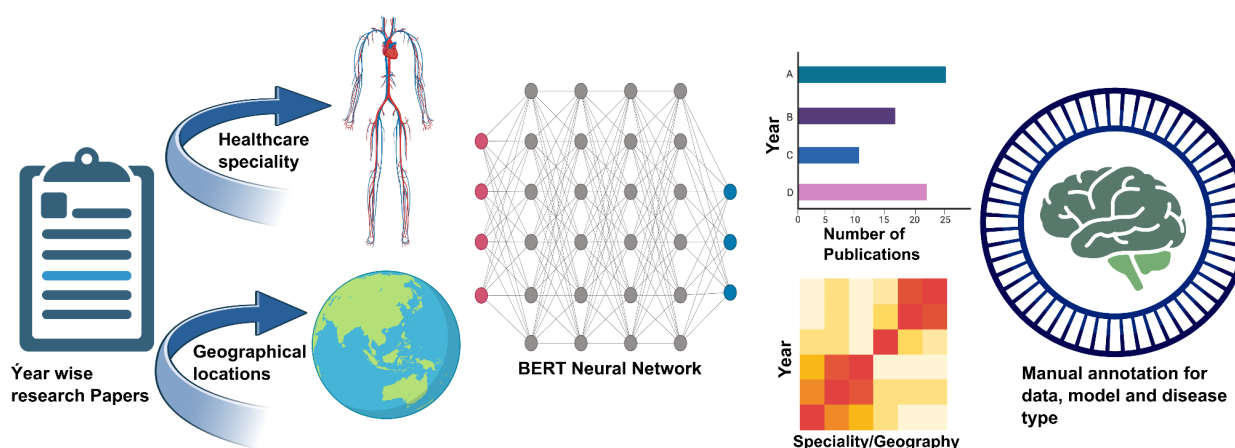 Ýear wise
research Papers
Healthcare
speciality
Geographical
locations
BERT Neural Network
Year
A
B
C
D
0 5 10 15 20 25
Number of
Publications
Year
Speciality/Geography
Manual annotation for
data, model and disease
type